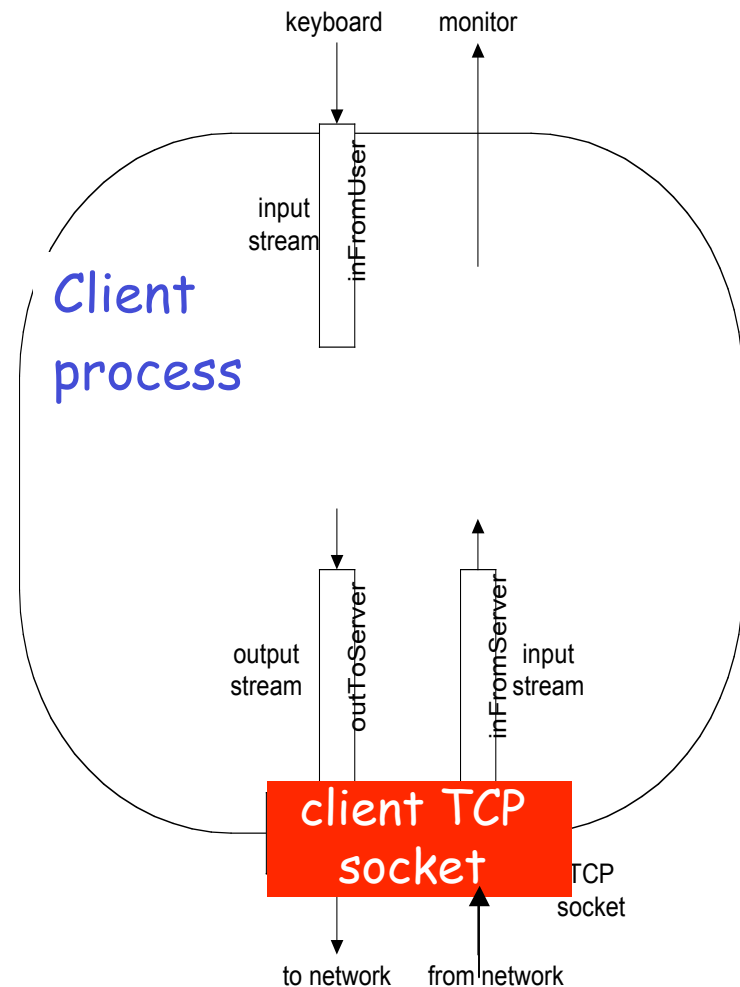 keyboard
monitor
input
stream
inFromUser
Client
process
output
stream
outToServer
inFromServer
input
stream
client TCP
socket
TCP
socket
to network
from network